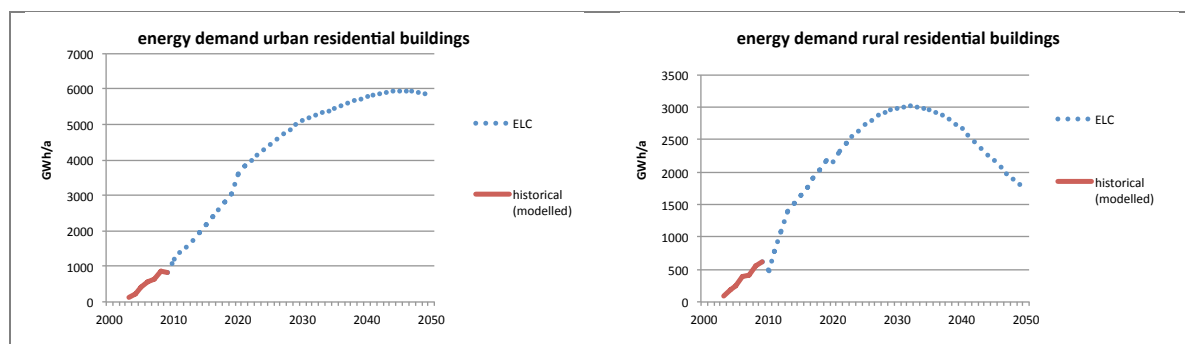 energy demand urban residential buildings
7000
6000
5000
4000
3000
2000
1000
0
GWh/a
2000 2010 2020 2030 2040 2050
ELC
historical
(modelled)
energy demand rural residential buildings
3500
3000
2500
2000
1500
1000
500
0
GWh/a
2000 2010 2020 2030 2040 2050
ELC
historical
(modelled)